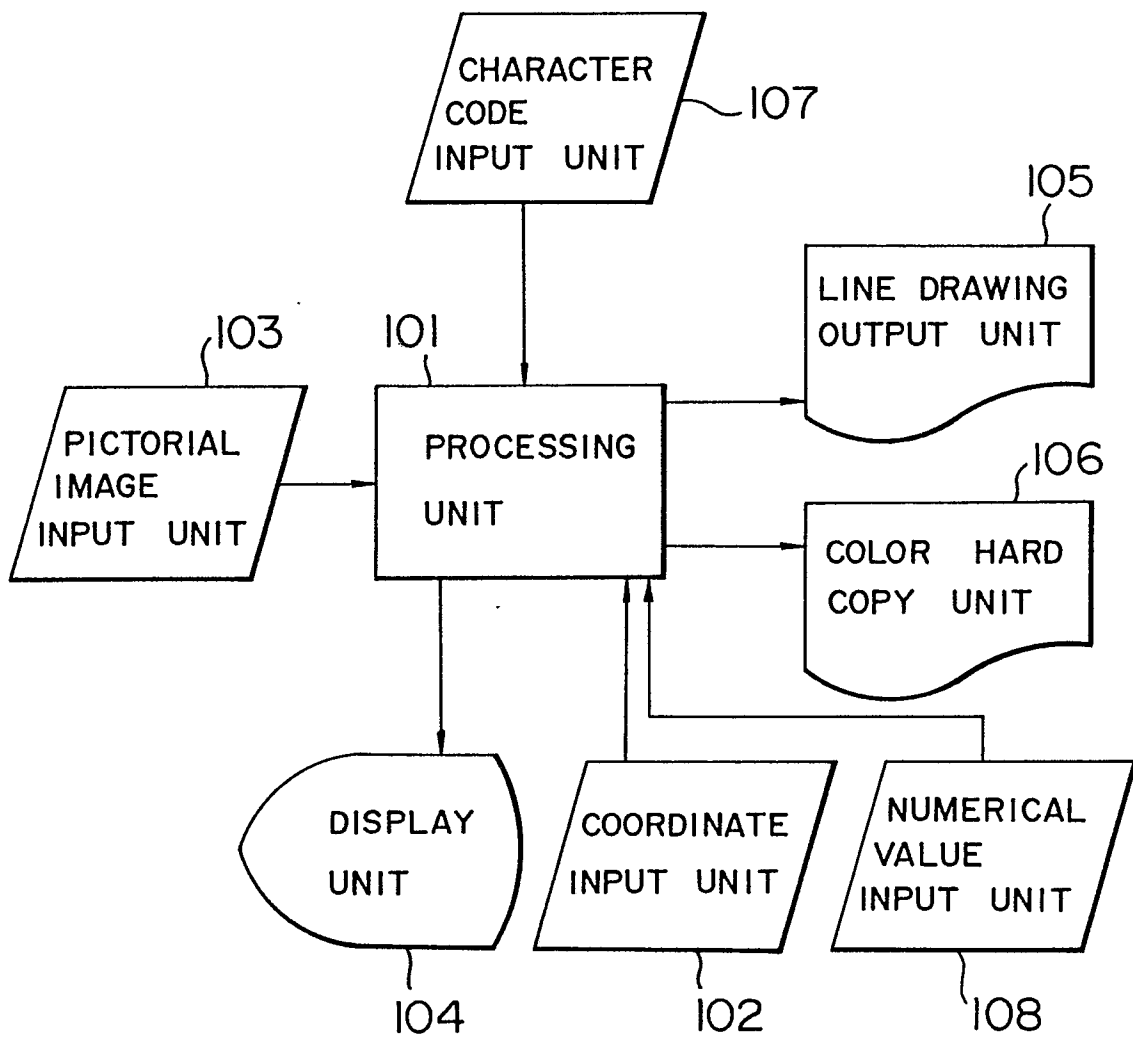 CHARACTER
CODE
INPUT UNIT
107
105
LINE DRAWING
OUTPUT UNIT
103
101
PICTORIAL
IMAGE
INPUT UNIT
PROCESSING
UNIT
106
COLOR HARD
COPY UNIT
DISPLAY
UNIT
COORDINATE
INPUT UNIT
NUMERICAL
VALUE
INPUT UNIT
104
102
108